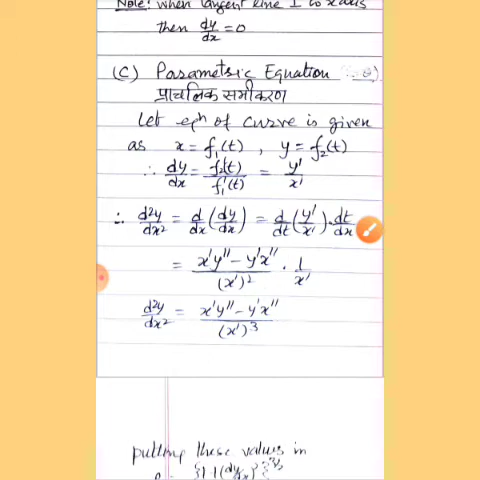 Note: when tangent line ⊥ to x axis
then dy/dx = 0
(C) Parametric Equation
प्राचलिक समीकरण
Let eqn of curve is given
as x = f₁(t) , y = f₂(t)
∴ dy/dx = f₂'(t)/f₁'(t) = y'/x'
∴ d²y/dx² = d/dx (dy/dx) = d/dt (y'/x') · dt/dx
= x'y'' − y'x''/(x')² · 1/x'
d²y/dx² = x'y'' − y'x''/(x')³
putting these values in